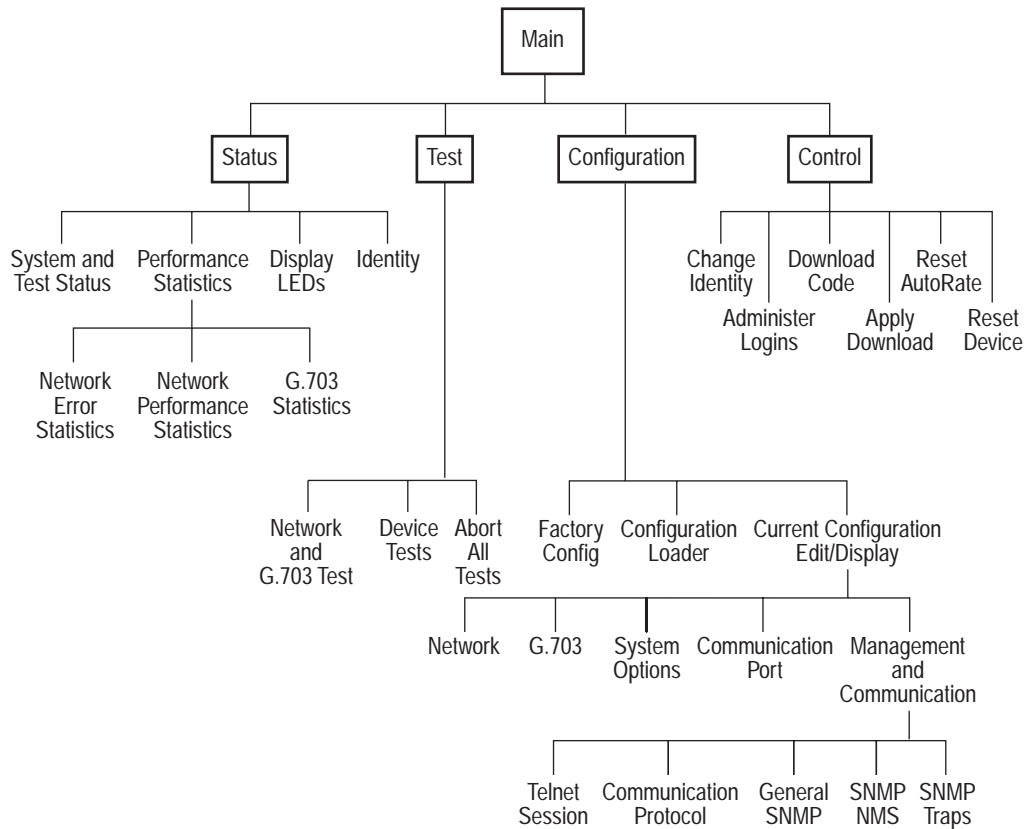 Main
Status
Test
Configuration
Control
System and
Test Status
Performance
Statistics
Display
LEDs
Identity
Change
Identity
Administer
Logins
Download
Code
Apply
Download
Reset
AutoRate
Reset
Device
Network
Error
Statistics
Network
Performance
Statistics
G.703
Statistics
Network
and
G.703 Test
Device
Tests
Abort
All
Tests
Factory
Config
Configuration
Loader
Current Configuration
Edit/Display
Network
G.703
System
Options
Communication
Port
Management
and
Communication
Telnet
Session
Communication
Protocol
General
SNMP
SNMP
NMS
SNMP
Traps